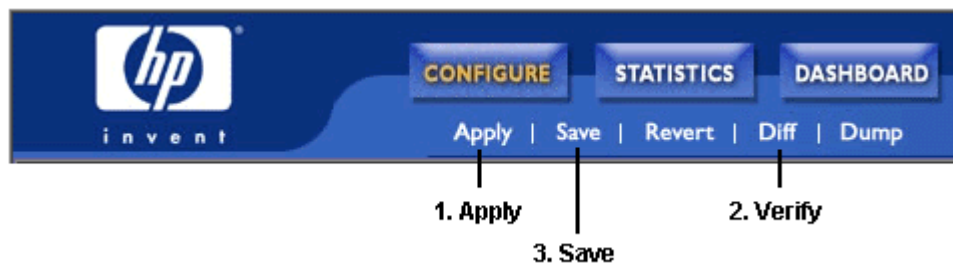 hp
invent
CONFIGURE STATISTICS DASHBOARD
Apply | Save | Revert | Diff | Dump
1. Apply 2. Verify
3. Save